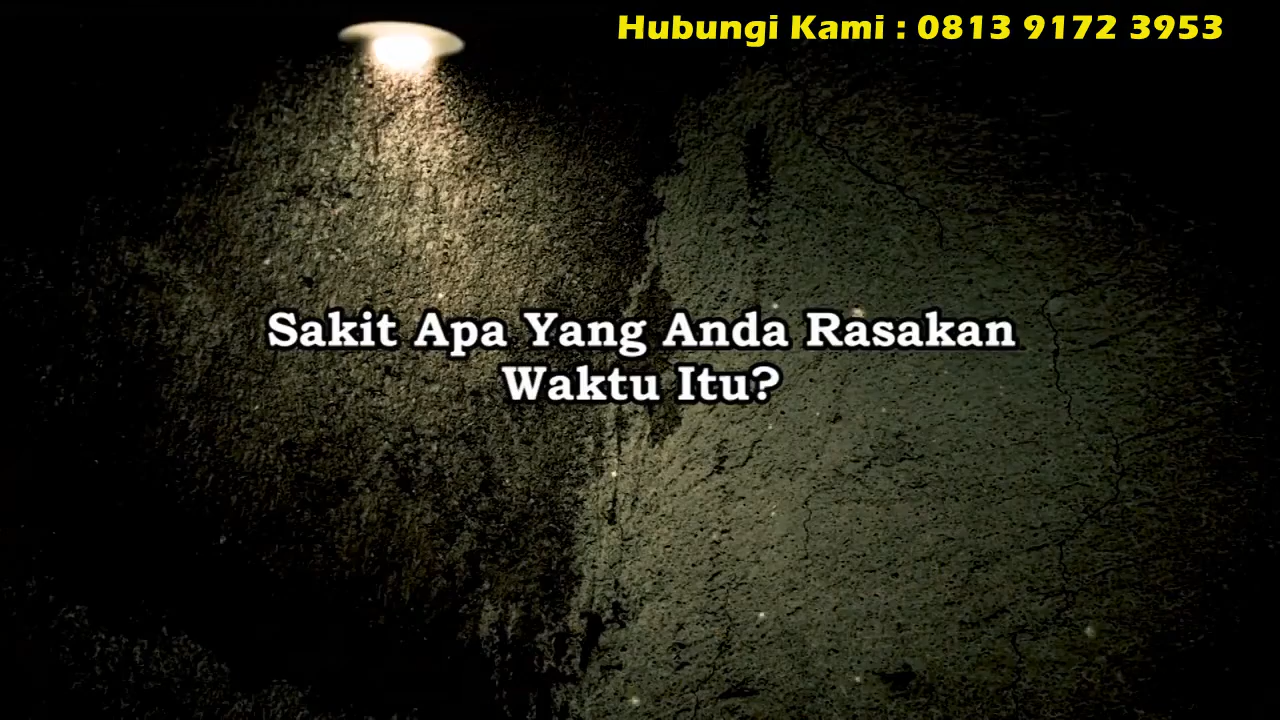 Hubungi Kami : 0813 9172 3953
Sakit Apa Yang Anda Rasakan
Waktu Itu?